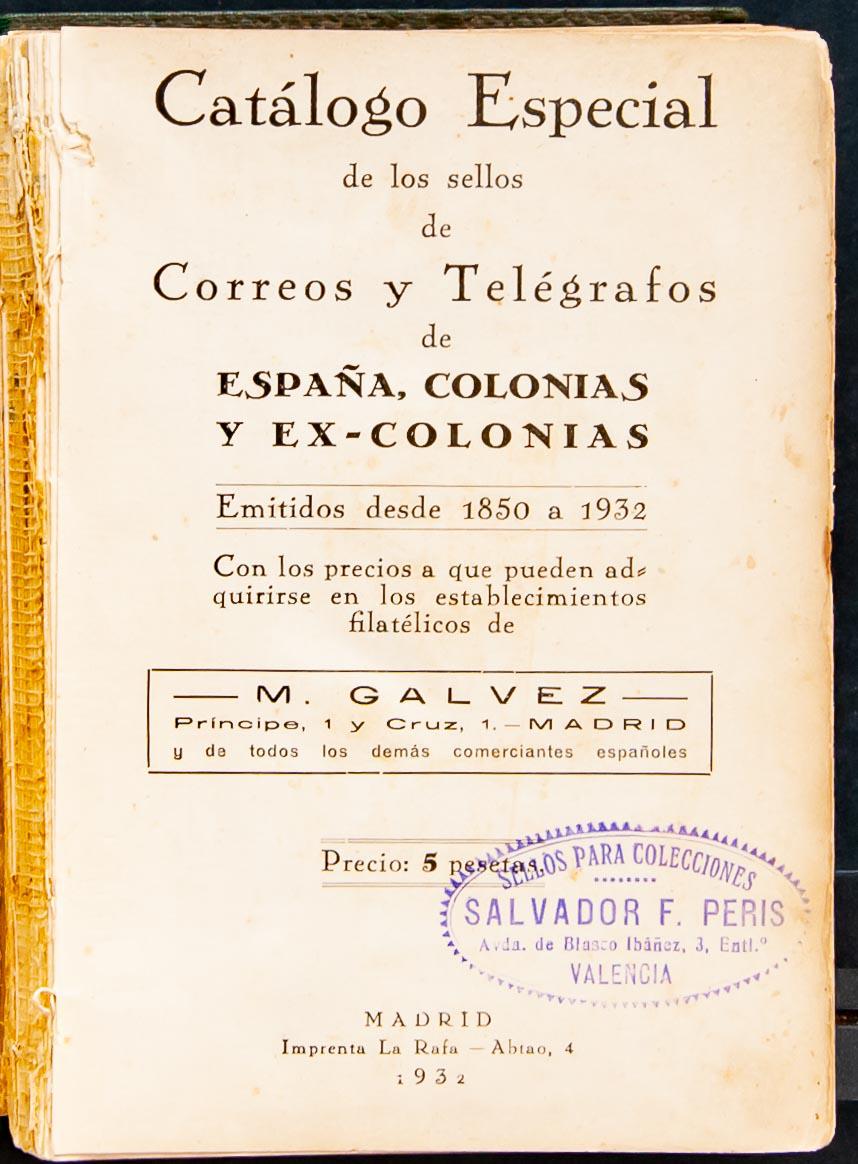 Catálogo Especial
de los sellos
de
Correos y Telégrafos
de
ESPAÑA, COLONIAS
Y EX-COLONIAS
Emitidos desde 1850 a 1932
Con los precios a que pueden ad-
quirirse en los establecimientos
filatélicos de
— M. GALVEZ —
Príncipe, 1 y Cruz, 1. — MADRID
y de todos los demás comerciantes españoles
Precio: 5 pesetas.
SELLOS PARA COLECCIONES
SALVADOR F. PERIS
Avda. de Blasco Ibáñez, 3, Entl.º
VALENCIA
MADRID
Imprenta La Rafa — Abtao, 4
1932